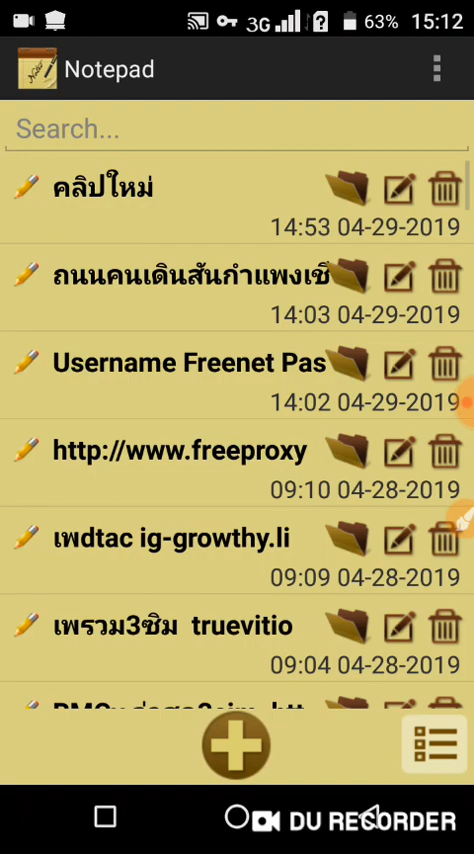 3G 63% 15:12
Notepad
Search...
คลิปใหม่
14:53 04-29-2019
ถนนคนเดินสันกำแพงเชี
14:03 04-29-2019
Username Freenet Pas
14:02 04-29-2019
http://www.freeproxy
09:10 04-28-2019
เพdtac ig-growthy.li
09:09 04-28-2019
เพรวม3ซิม truevitio
09:04 04-28-2019
DU RECORDER